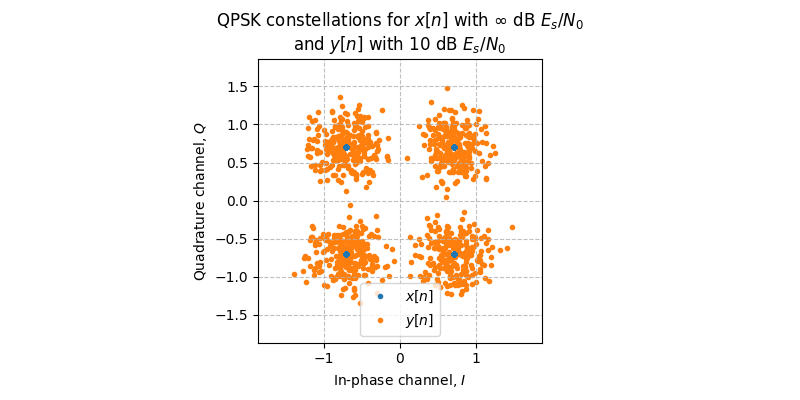 QPSK constellations for x[n] with ∞ dB Es/N0
and y[n] with 10 dB Es/N0
Quadrature channel, Q
1.5
1.0
0.5
0.0
−0.5
−1.0
−1.5
x[n]
y[n]
−1 0 1
In-phase channel, I